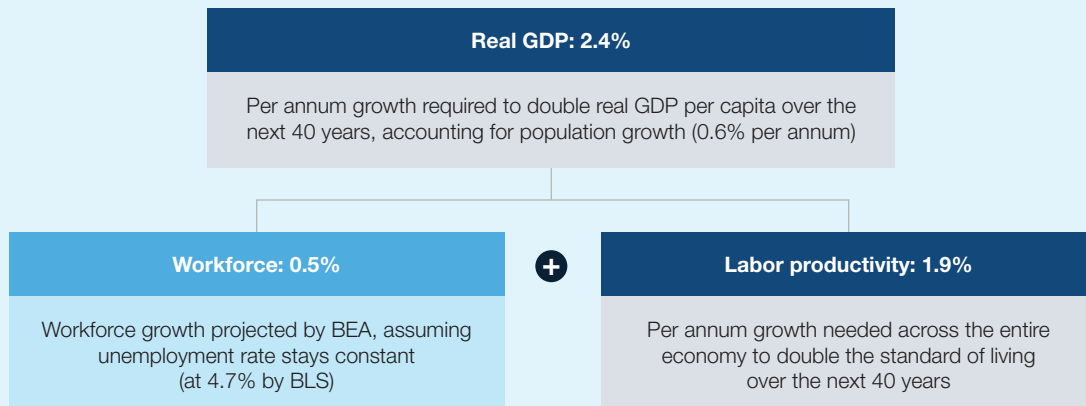 Real GDP: 2.4%
Per annum growth required to double real GDP per capita over the
next 40 years, accounting for population growth (0.6% per annum)
Workforce: 0.5%
Workforce growth projected by BEA, assuming
unemployment rate stays constant
(at 4.7% by BLS)
+
Labor productivity: 1.9%
Per annum growth needed across the entire
economy to double the standard of living
over the next 40 years